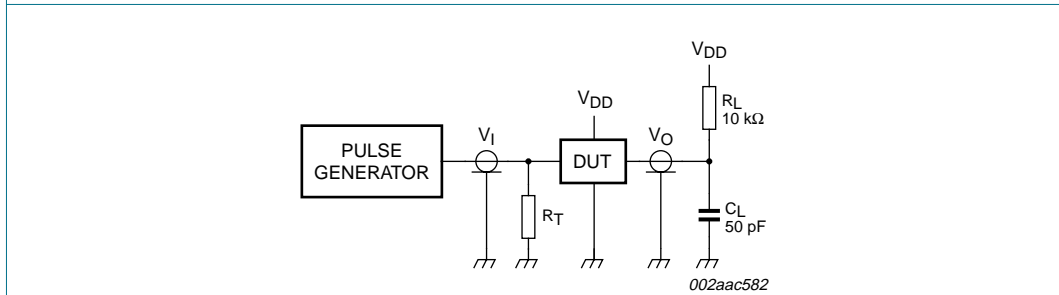 VDD
RL
10 kΩ
VDD
VI
VO
PULSE
GENERATOR
DUT
RT
CL
50 pF
002aac582